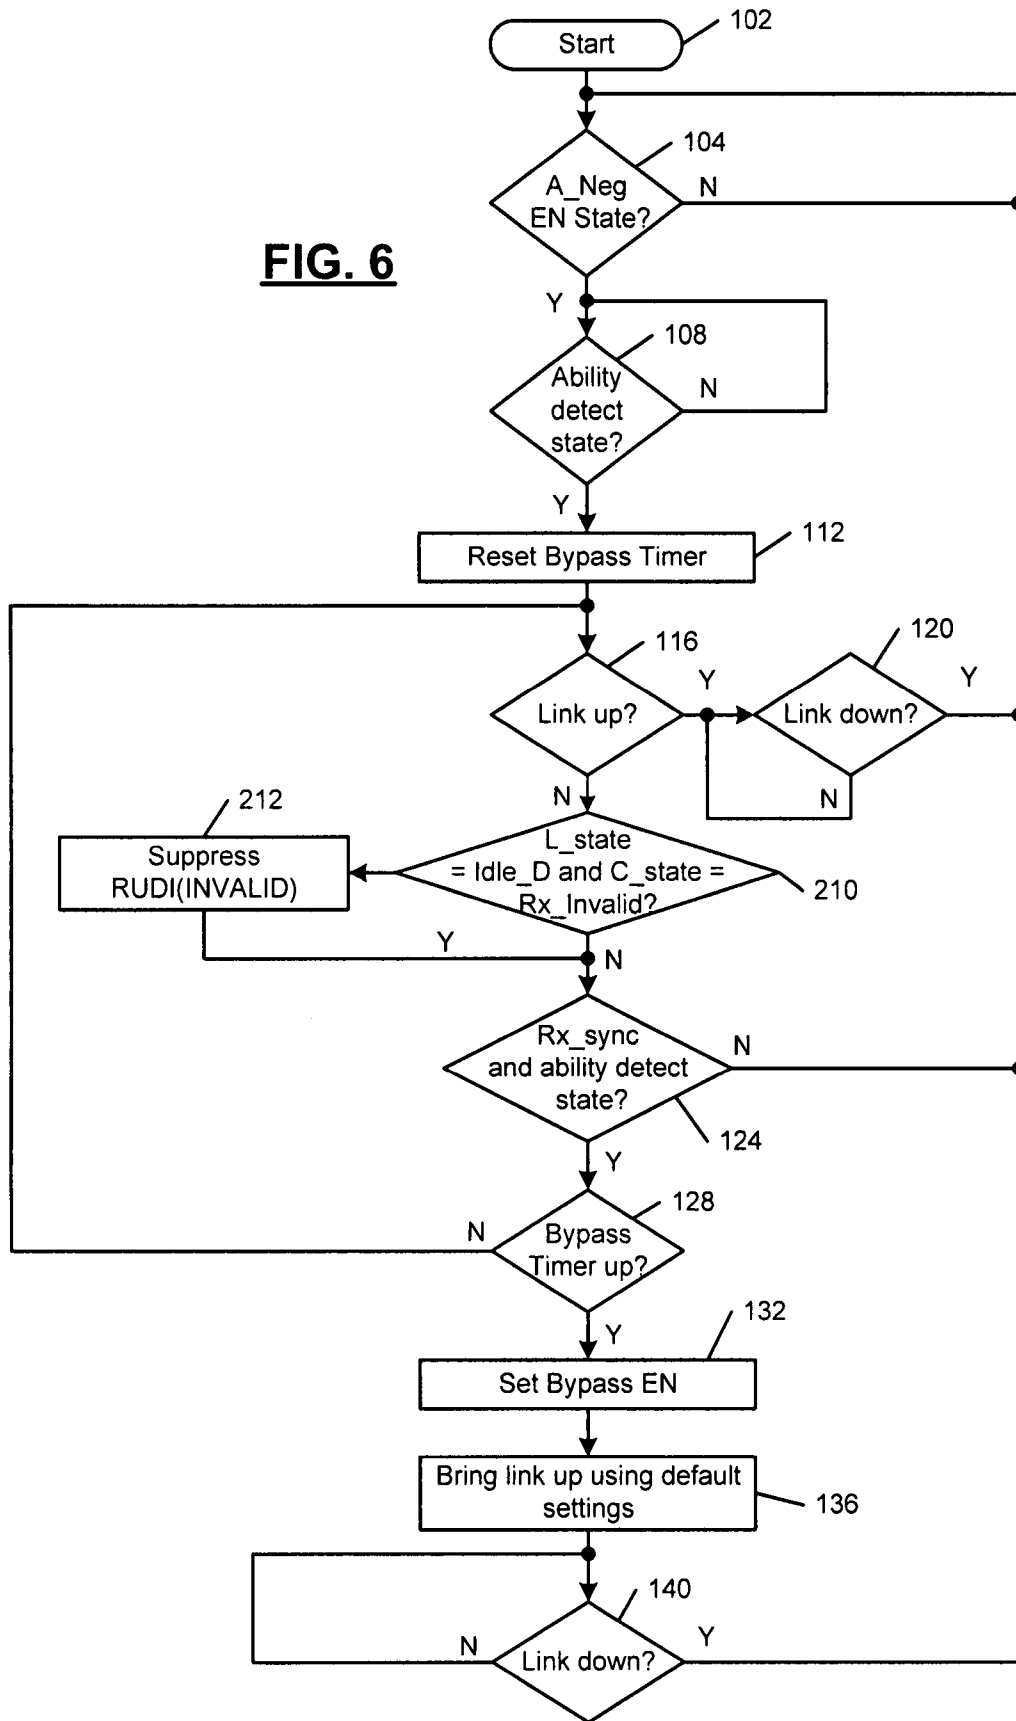 Start
102
104
A_Neg
EN State?
N
FIG. 6
Y
108
Ability
detect
state?
N
Y
112
Reset Bypass Timer
116
Link up?
Y
120
Link down?
Y
N
N
212
Suppress
RUDI(INVALID)
L_state
= Idle_D and C_state =
Rx_Invalid?
210
Y
N
Rx_sync
and ability detect
state?
N
124
Y
128
Bypass
Timer up?
N
Y
132
Set Bypass EN
Bring link up using default
settings
136
140
Link down?
N
Y